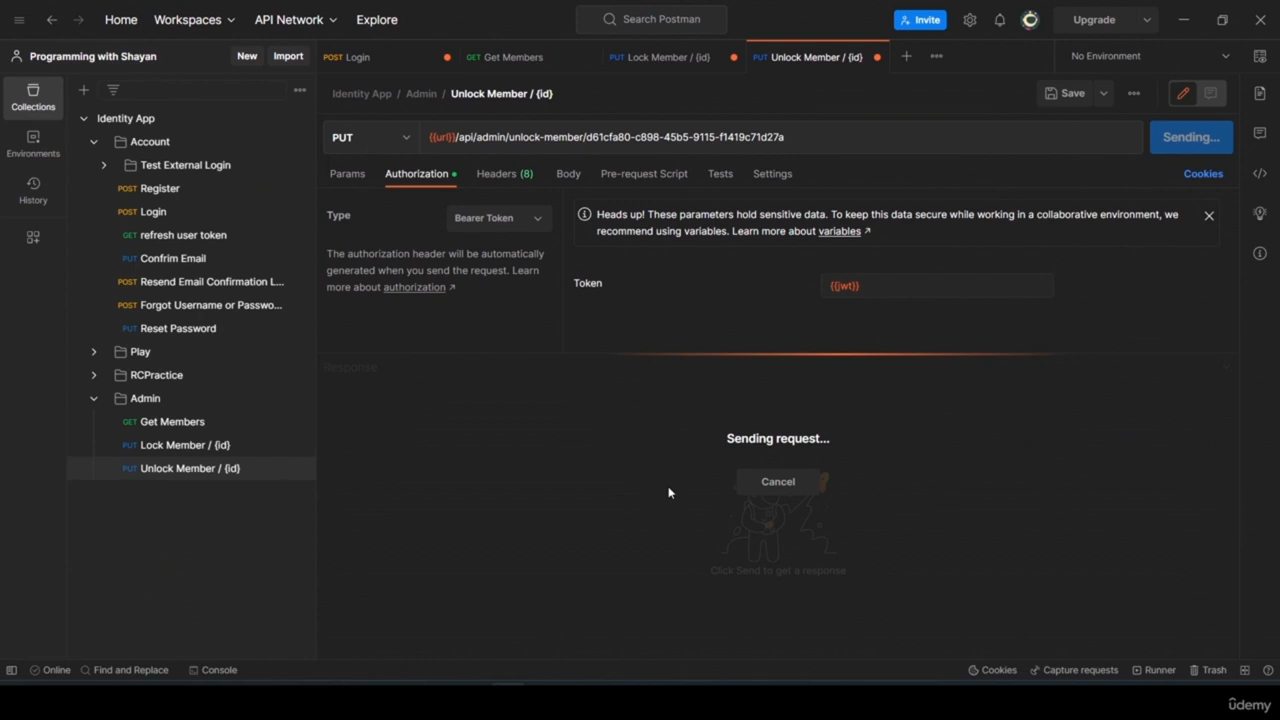 Home Workspaces API Network Explore Search Postman Invite Upgrade
Programming with Shayan New Import POST Login GET Get Members PUT Lock Member / {id} PUT Unlock Member / {id} No Environment
Collections
Environments
History
Identity App
Account
Test External Login
POST Register
POST Login
GET refresh user token
PUT Confrim Email
POST Resend Email Confirmation L...
POST Forgot Username or Passwo...
PUT Reset Password
Play
RCPractice
Admin
GET Get Members
PUT Lock Member / {id}
PUT Unlock Member / {id}
Identity App / Admin / Unlock Member / {id} Save
PUT {{url}}/api/admin/unlock-member/d61cfa80-c898-45b5-9115-f1419c71d27a Sending...
Params Authorization Headers (8) Body Pre-request Script Tests Settings Cookies
Type Bearer Token
The authorization header will be automatically
generated when you send the request. Learn
more about authorization
Heads up! These parameters hold sensitive data. To keep this data secure while working in a collaborative environment, we
recommend using variables. Learn more about variables
Token {{jwt}}
Response
Sending request...
Cancel
Click Send to get a response
Online Find and Replace Console Cookies Capture requests Runner Trash
ûdemy